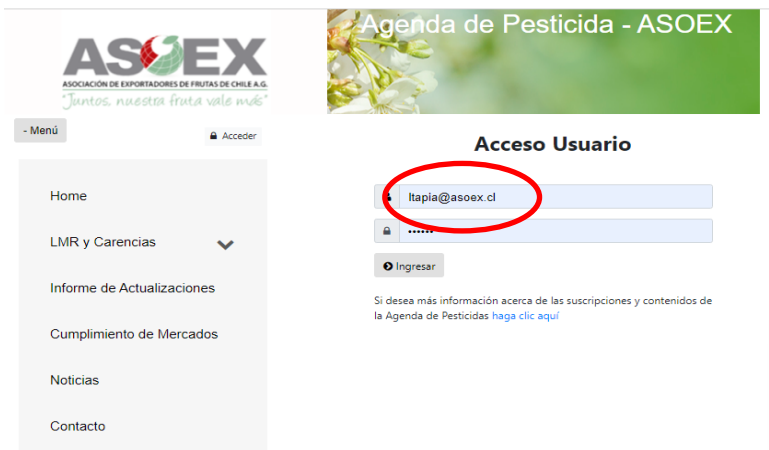 ASOEX
ASOCIACIÓN DE EXPORTADORES DE FRUTAS DE CHILE A.G.
"Juntos, nuestra fruta vale más"
Agenda de Pesticida - ASOEX
- Menú
Acceder
Home
LMR y Carencias
Informe de Actualizaciones
Cumplimiento de Mercados
Noticias
Contacto
Acceso Usuario
ltapia@asoex.cl
••••••
Ingresar
Si desea más información acerca de las suscripciones y contenidos de
la Agenda de Pesticidas haga clic aquí